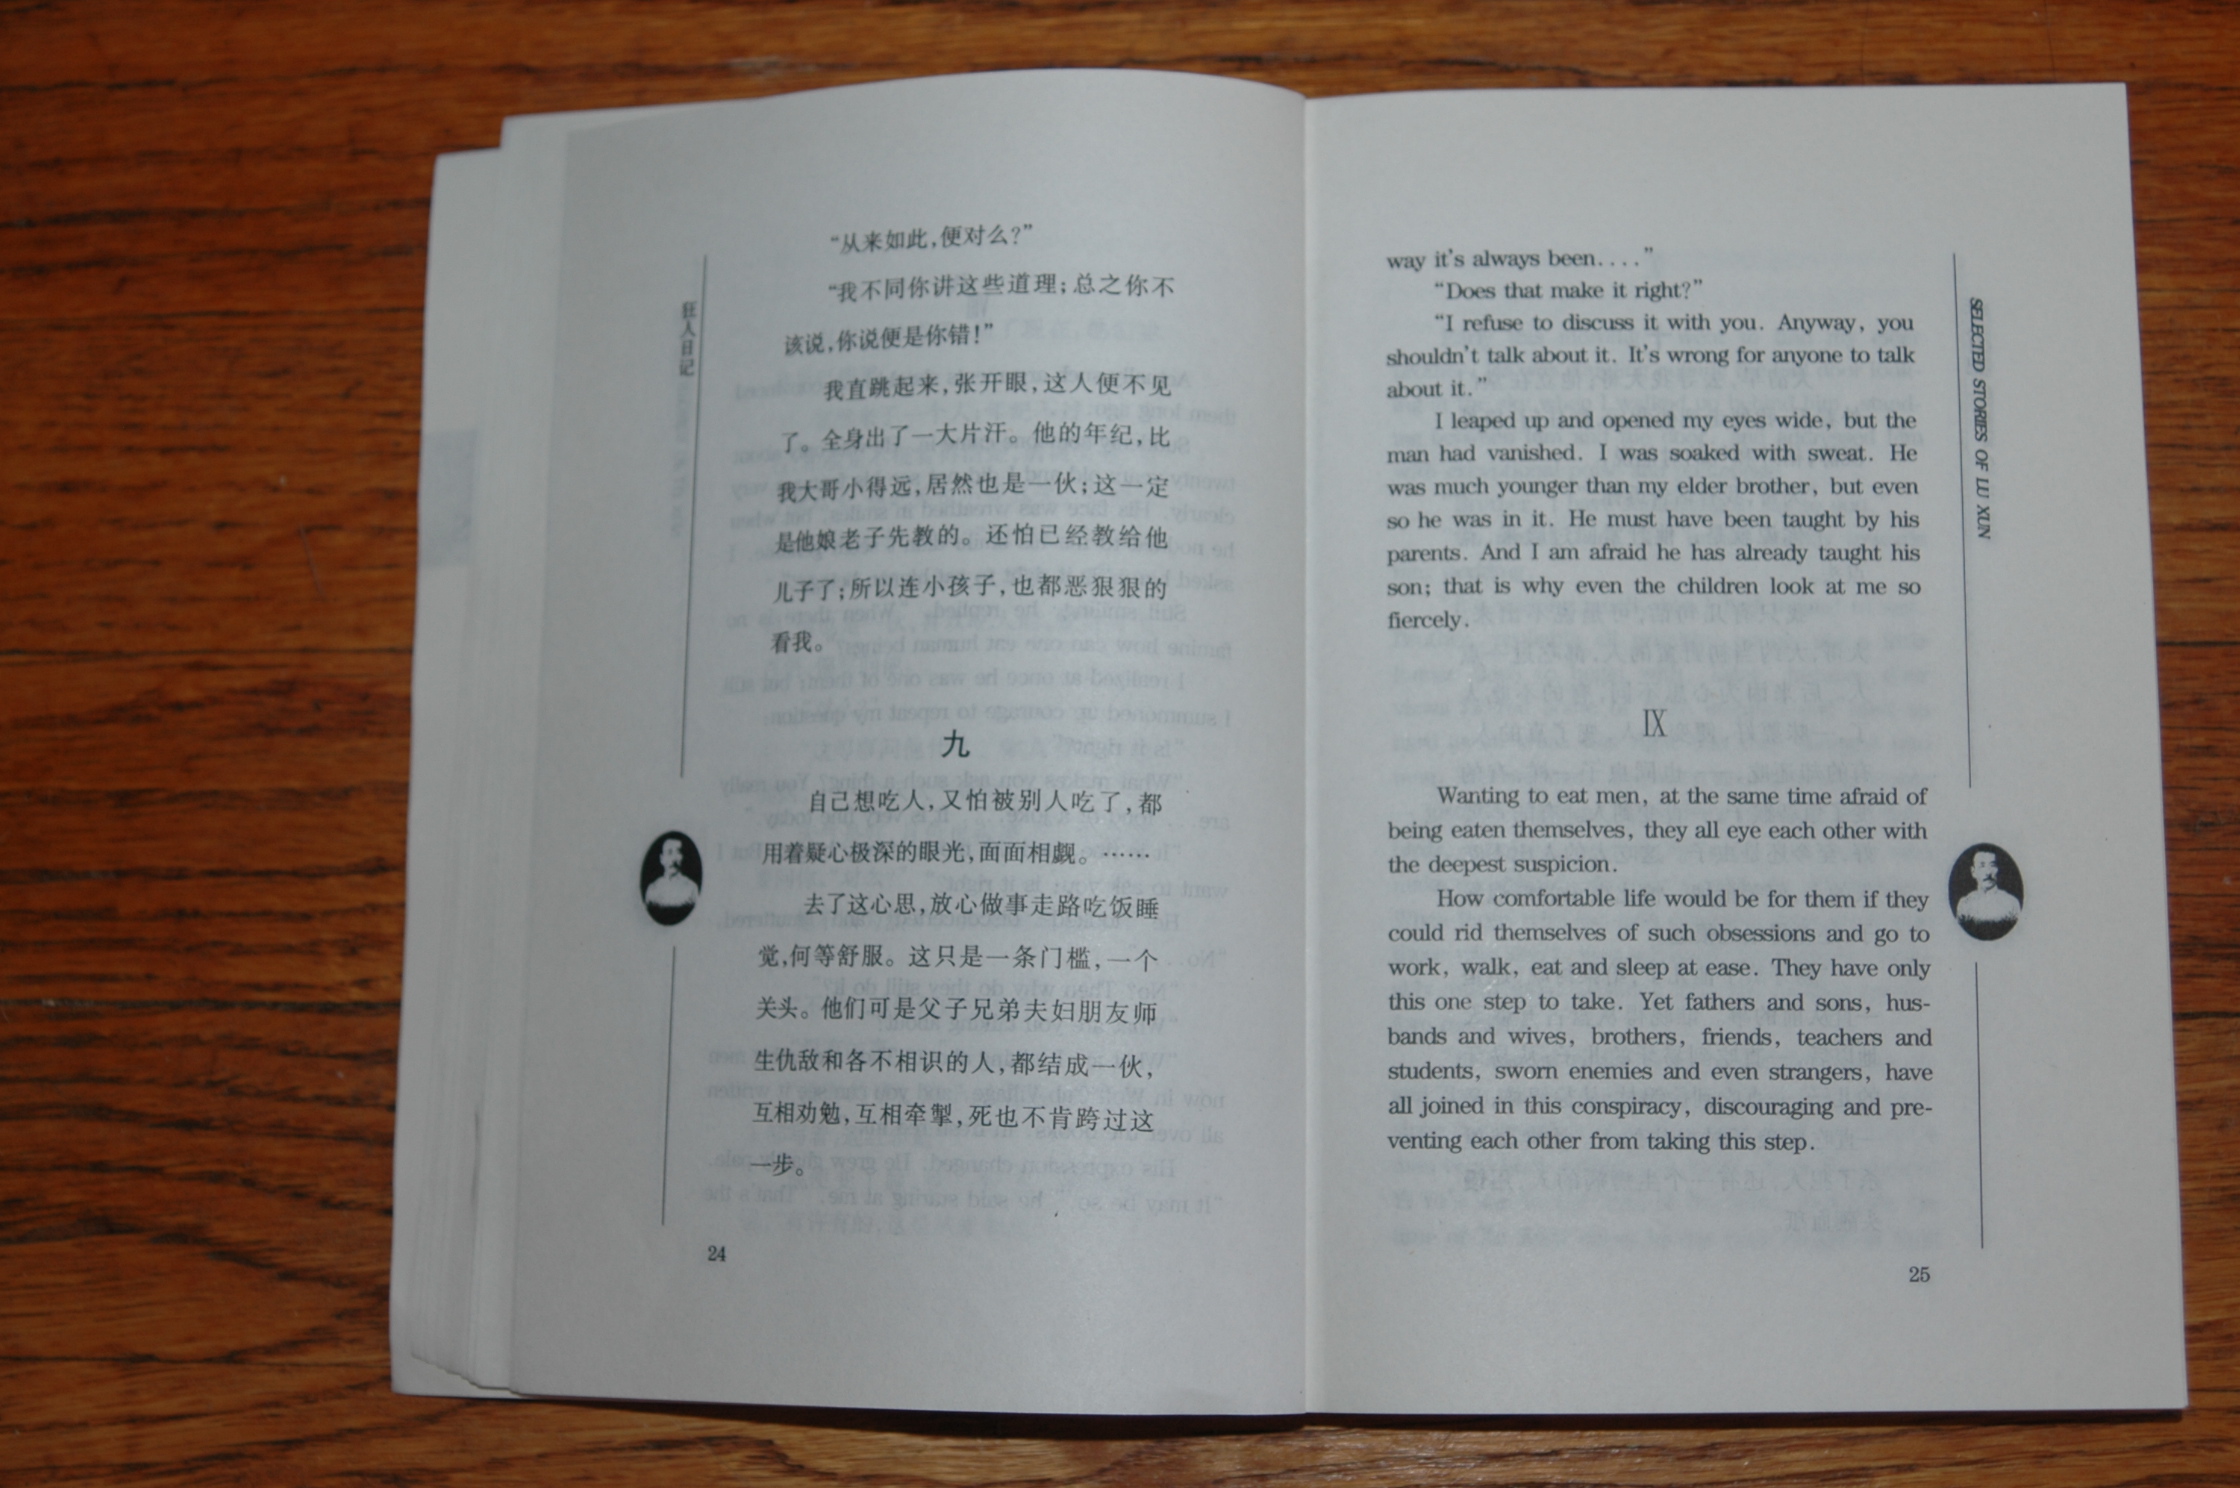 狂人日记
“从来如此，便对么？”
“我不同你讲这些道理；总之你不
该说，你说便是你错！”
我直跳起来，张开眼，这人便不见
了。全身出了一大片汗。他的年纪，比
我大哥小得远，居然也是一伙；这一定
是他娘老子先教的。还怕已经教给他
儿子了；所以连小孩子，也都恶狠狠的
看我。
九
自己想吃人，又怕被别人吃了，都
用着疑心极深的眼光，面面相觑。……
去了这心思，放心做事走路吃饭睡
觉，何等舒服。这只是一条门槛，一个
关头。他们可是父子兄弟夫妇朋友师
生仇敌和各不相识的人，都结成一伙，
互相劝勉，互相牵掣，死也不肯跨过这
一步。
24
SELECTED STORIES OF LU XUN
way it's always been...."
"Does that make it right?"
"I refuse to discuss it with you. Anyway, you
shouldn't talk about it. It's wrong for anyone to talk
about it."
I leaped up and opened my eyes wide, but the
man had vanished. I was soaked with sweat. He
was much younger than my elder brother, but even
so he was in it. He must have been taught by his
parents. And I am afraid he has already taught his
son; that is why even the children look at me so
fiercely.
IX
Wanting to eat men, at the same time afraid of
being eaten themselves, they all eye each other with
the deepest suspicion.
How comfortable life would be for them if they
could rid themselves of such obsessions and go to
work, walk, eat and sleep at ease. They have only
this one step to take. Yet fathers and sons, hus-
bands and wives, brothers, friends, teachers and
students, sworn enemies and even strangers, have
all joined in this conspiracy, discouraging and pre-
venting each other from taking this step.
25